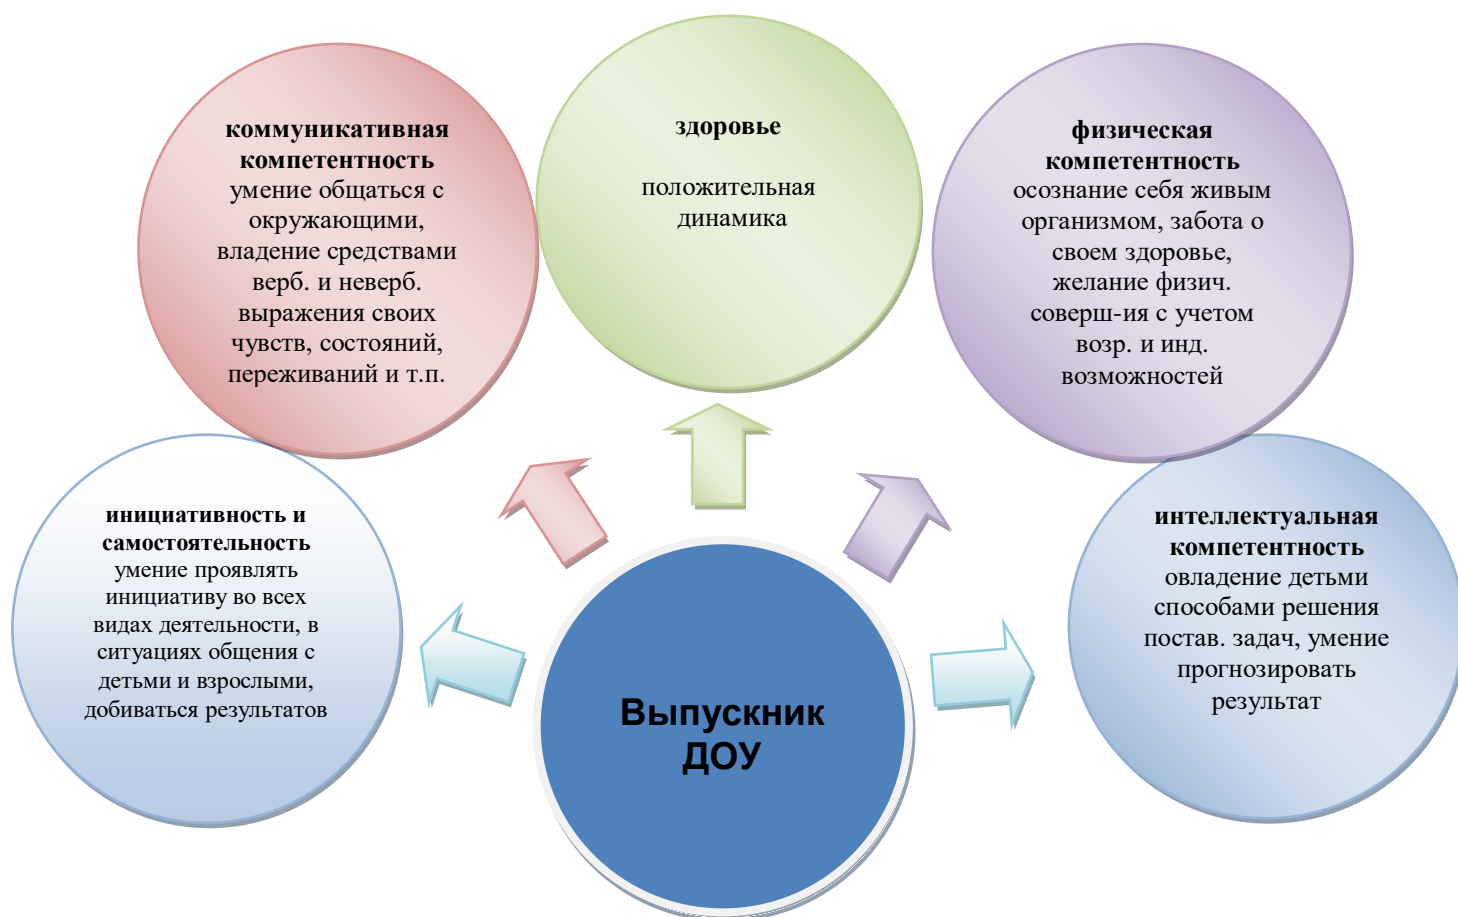 коммуникативная
компетентность
умение общаться с
окружающими,
владение средствами
верб. и неверб.
выражения своих
чувств, состояний,
переживаний и т.п.
здоровье
положительная
динамика
физическая
компетентность
осознание себя живым
организмом, забота о
своем здоровье,
желание физич.
соверш-ия с учетом
возр. и инд.
возможностей
инициативность и
самостоятельность
умение проявлять
инициативу во всех
видах деятельности, в
ситуациях общения с
детьми и взрослыми,
добиваться результатов
интеллектуальная
компетентность
овладение детьми
способами решения
постав. задач, умение
прогнозировать
результат
Выпускник
ДОУ